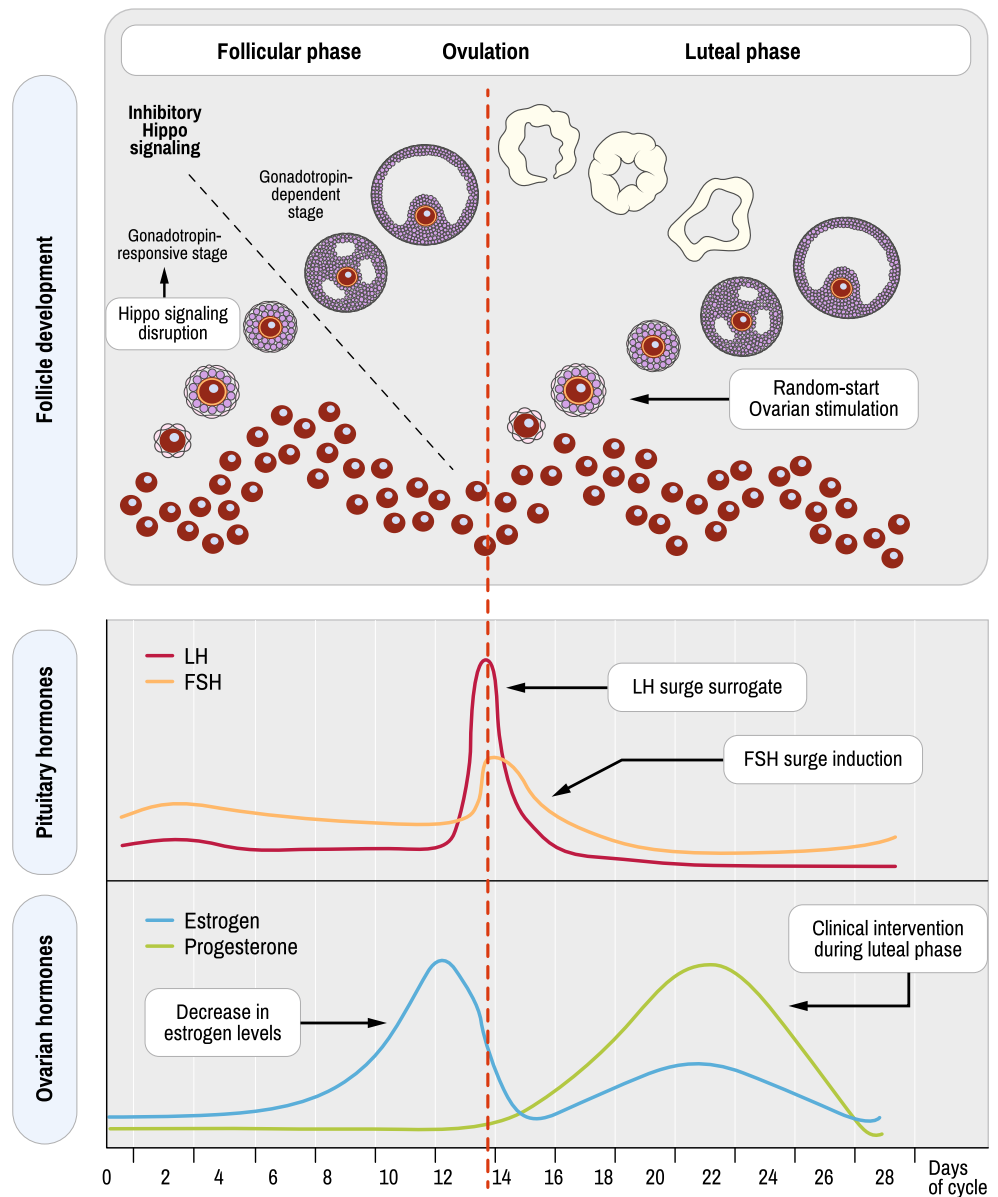 Follicular phase
Ovulation
Luteal phase
Follicle development
Inhibitory
Hippo
signaling
Gonadotropin-
dependent
stage
Gonadotropin-
responsive stage
Hippo signaling
disruption
Random-start
Ovarian stimulation
Pituitary hormones
LH
FSH
LH surge surrogate
FSH surge induction
Ovarian hormones
Estrogen
Progesterone
Clinical intervention
during luteal phase
Decrease in
estrogen levels
0 2 4 6 8 10 12 14 16 18 20 22 24 26 28
Days
of cycle